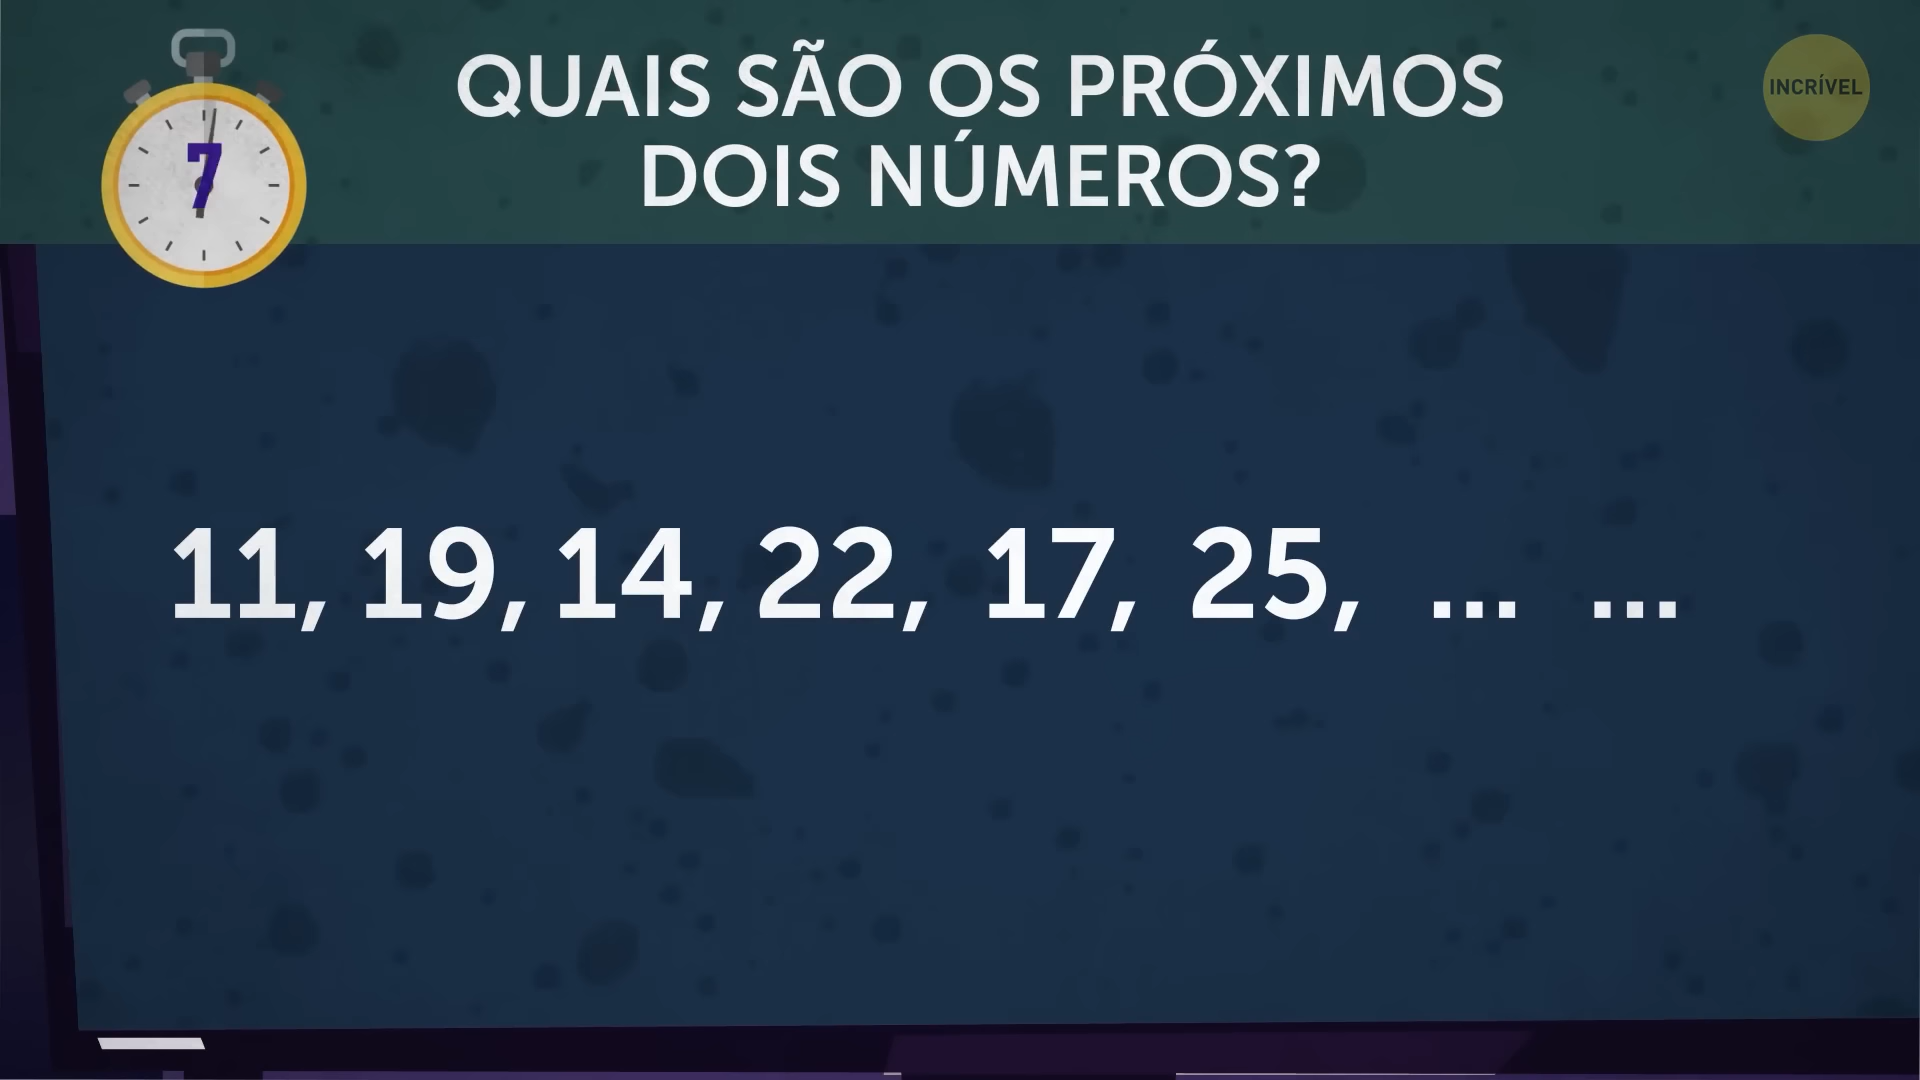 QUAIS SÃO OS PRÓXIMOS
DOIS NÚMEROS?
INCRÍVEL
7
11, 19, 14, 22, 17, 25, ... ...